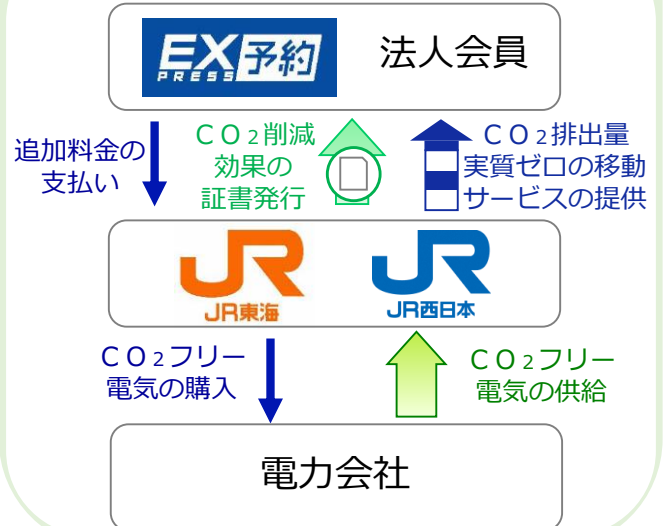 EX予約
PRESS
法人会員
追加料金の
支払い
CO2削減
効果の
証書発行
CO2排出量
実質ゼロの移動
サービスの提供
JR
JR東海
JR
JR西日本
CO2フリー
電気の購入
CO2フリー
電気の供給
電力会社